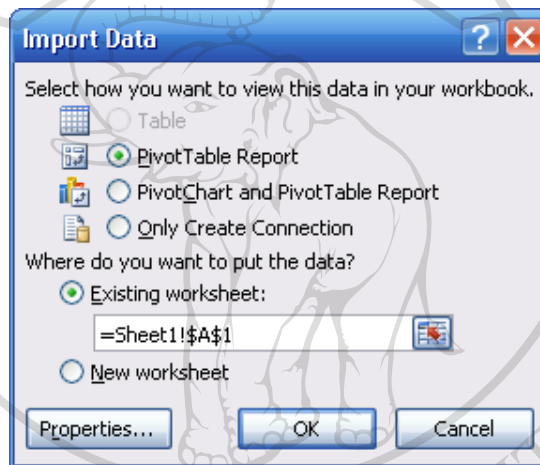 Import Data
Select how you want to view this data in your workbook.
Table
PivotTable Report
PivotChart and PivotTable Report
Only Create Connection
Where do you want to put the data?
Existing worksheet:
=Sheet1!$A$1
New worksheet
Properties... OK Cancel